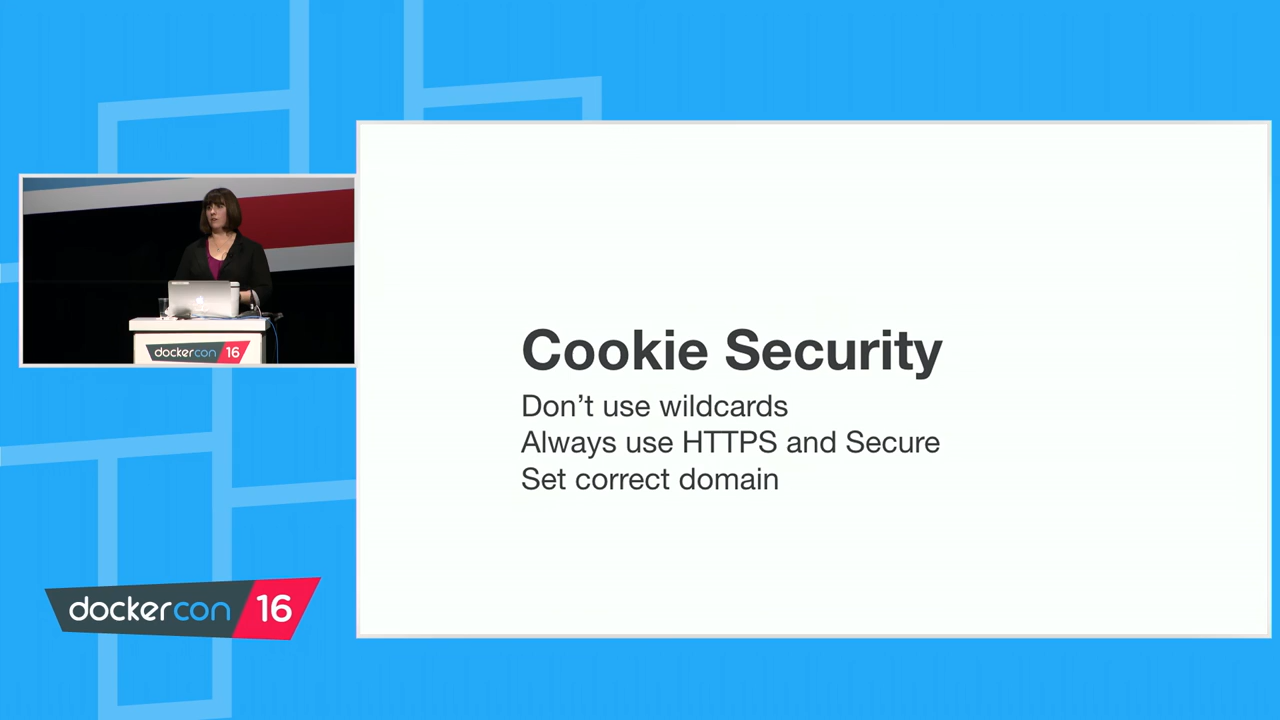 Cookie Security
Don't use wildcards
Always use HTTPS and Secure
Set correct domain
dockercon 16
dockercon 16